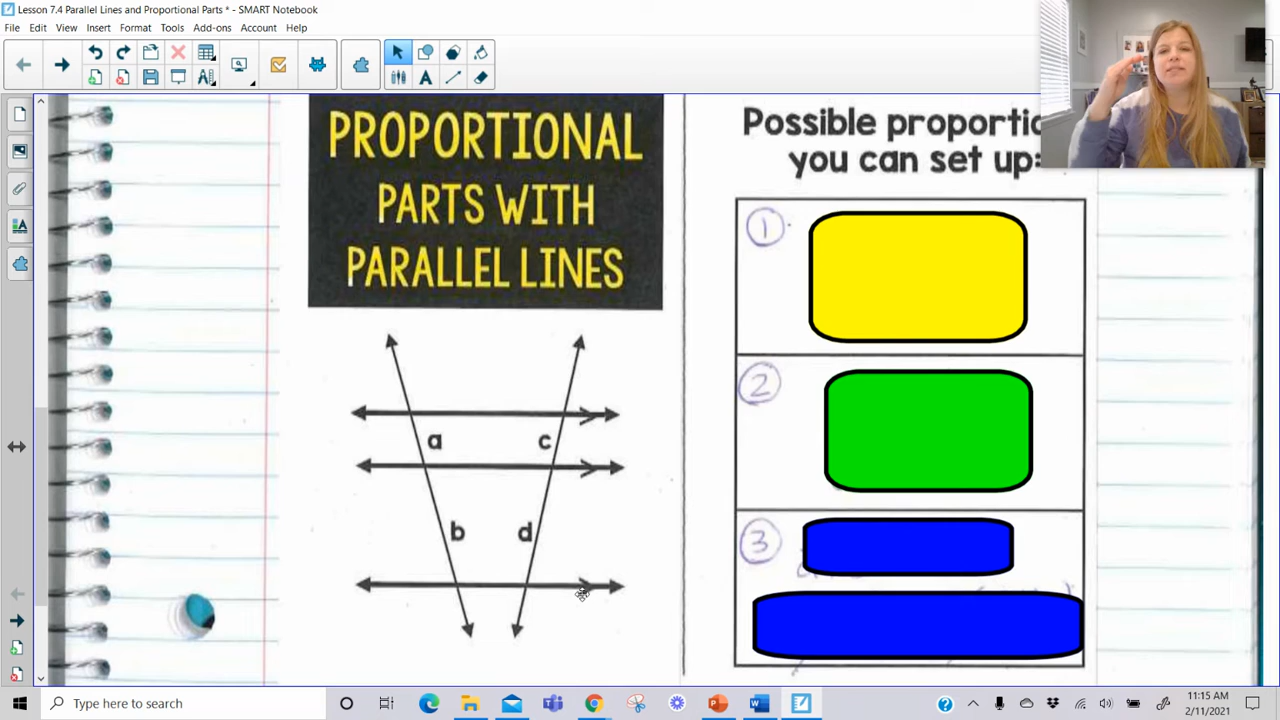 Lesson 7.4 Parallel Lines and Proportional Parts * - SMART Notebook
File Edit View Insert Format Tools Add-ons Account Help
PROPORTIONAL
PARTS WITH
PARALLEL LINES
a
c
b
d
you can set up:
Possible
1
2
3
Type here to search
11:15 AM
2/11/2021